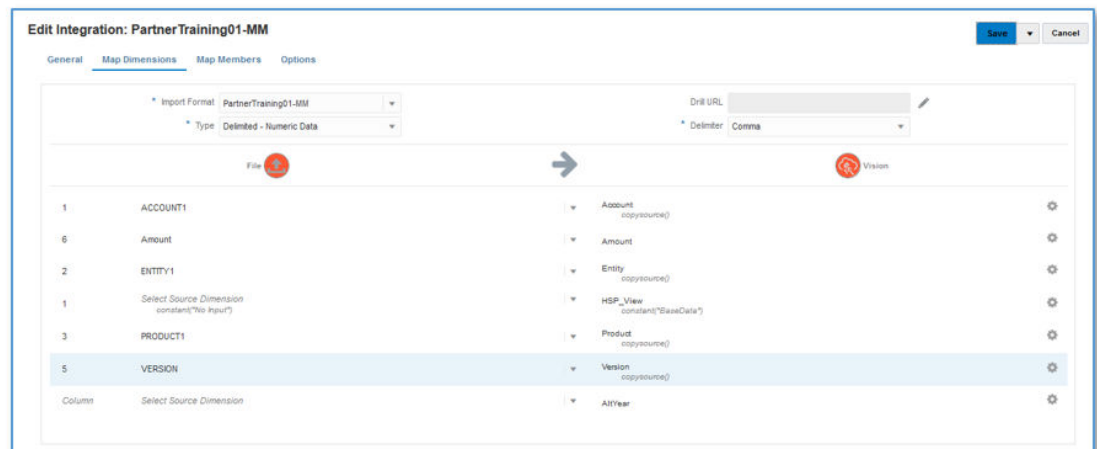 Edit Integration: PartnerTraining01-MM
Save
Cancel
General Map Dimensions Map Members Options
* Import Format PartnerTraining01-MM
Drill URL
* Type Delimited - Numeric Data
* Delimiter Comma
File
Vision
1 ACCOUNT1 Account
copysource()
6 Amount Amount
2 ENTITY1 Entity
copysource()
1 Select Source Dimension HSP_View
constant("No Input") constant("BaseData")
3 PRODUCT1 Product
copysource()
5 VERSION Version
copysource()
Column Select Source Dimension AltYear